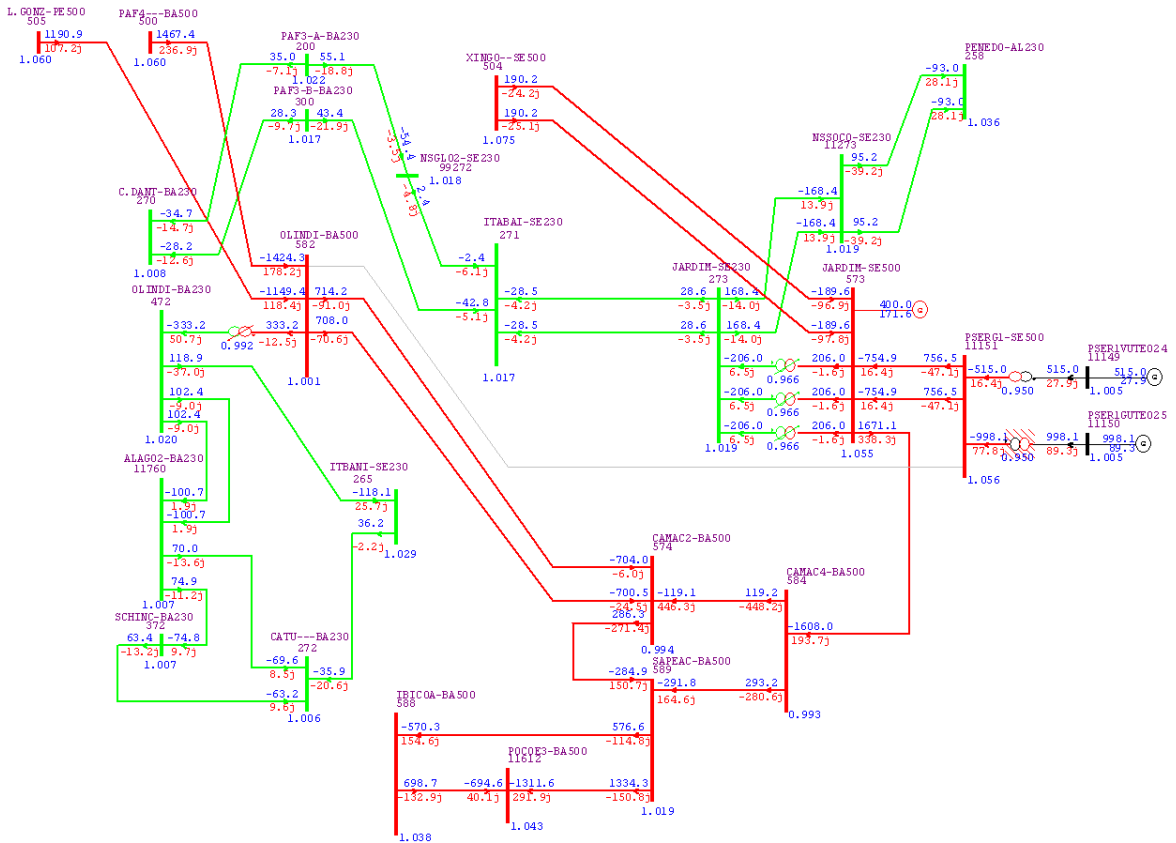 L.GONZ-PE500
505
1190.9
107.2j
1.060
PAF4---BA500
500
1467.4
236.9j
1.060
PAF3-A-BA230
200
35.0
55.1
-7.1j
-18.8j
1.022
PAF3-B-BA230
300
28.3
43.4
-9.7j
-21.9j
1.017
-54.4
-3.5j
NSGL02-SE230
99272
1.018
2.4
-4.8j
XINGO--SE500
504
190.2
-24.2j
190.2
-25.1j
1.075
PENEDO-AL230
258
-93.0
28.1j
-93.0
28.1j
1.036
NSSOCO-SE230
11273
95.2
-39.2j
-168.4
13.9j
-168.4
95.2
13.9j
-39.2j
1.019
C.DANT-BA230
270
-34.7
-14.7j
-28.2
-12.6j
1.008
OLINDI-BA500
582
-1424.3
178.2j
-1149.4
714.2
118.4j
-91.0j
333.2
708.0
-12.5j
-70.6j
1.001
OLINDI-BA230
472
-333.2
50.7j
0.992
118.9
-37.0j
102.4
-9.0j
102.4
-9.0j
1.020
ITABAI-SE230
271
-2.4
-6.1j
-42.8
-5.1j
-28.5
-4.2j
-28.5
-4.2j
1.017
JARDIM-SE230
273
28.6
168.4
-3.5j
-14.0j
28.6
168.4
-3.5j
-14.0j
-206.0
6.5j
0.966
-206.0
6.5j
0.966
-206.0
6.5j
0.966
1.019
JARDIM-SE500
573
-189.6
-96.9j
-189.6
-97.8j
400.0
171.6
206.0
-754.9
-1.6j
16.4j
206.0
-754.9
-1.6j
16.4j
206.0
1671.1
-1.6j
338.3j
1.055
PSERG1-SE500
11151
756.5
-515.0
-47.1j
16.4j
756.5
-47.1j
-998.1
77.8j
1.056
0.950
0.950
PSER1VUTE024
11149
515.0
515.0
27.9j
27.9
1.005
G
PSER1GUTE025
11150
998.1
998.1
89.3j
89.3
1.005
G
G
ALAGO2-BA230
11760
-100.7
1.9j
-100.7
1.9j
70.0
-13.6j
74.9
-11.2j
1.007
ITBANI-SE230
265
-118.1
25.7j
36.2
-2.2j
1.029
SCHINC-BA230
372
63.4
-74.8
-13.2j
9.7j
1.007
CATU---BA230
272
-69.6
-35.9
8.5j
-20.6j
-63.2
9.6j
1.006
CAMAC2-BA500
574
-704.0
-6.0j
-700.5
-119.1
-24.5j
446.3j
286.3
-271.4j
0.994
CAMAC4-BA500
584
119.2
-448.2j
-1608.0
193.7j
293.2
-280.6j
0.993
SAPEAC-BA500
589
-284.9
150.7j
-291.8
164.6j
576.6
-114.8j
1334.3
-150.8j
1.019
IBICOA-BA500
588
-570.3
154.6j
698.7
-132.9j
1.038
POCOE3-BA500
11612
-694.6
-1311.6
40.1j
291.9j
1.043